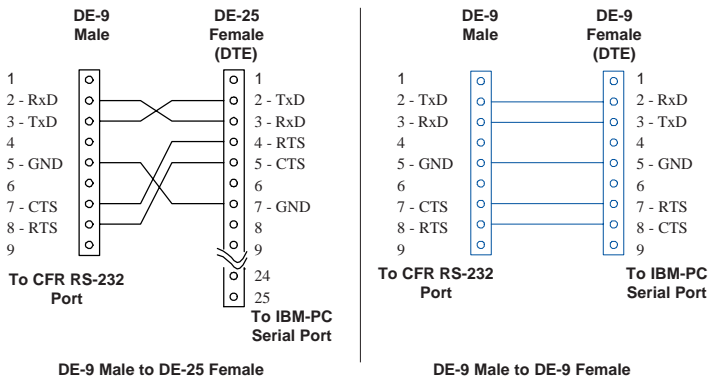 DE-9
Male
DE-25
Female
(DTE)
1
2 - RxD
3 - TxD
4
5 - GND
6
7 - CTS
8 - RTS
9
1
2 - TxD
3 - RxD
4 - RTS
5 - CTS
6
7 - GND
8
9
24
25
To CFR RS-232
Port
To IBM-PC
Serial Port
DE-9 Male to DE-25 Female
DE-9
Male
DE-9
Female
(DTE)
1
2 - TxD
3 - RxD
4
5 - GND
6
7 - CTS
8 - RTS
9
1
2 - RxD
3 - TxD
4
5 - GND
6
7 - RTS
8 - CTS
9
To CFR RS-232
Port
To IBM-PC
Serial Port
DE-9 Male to DE-9 Female